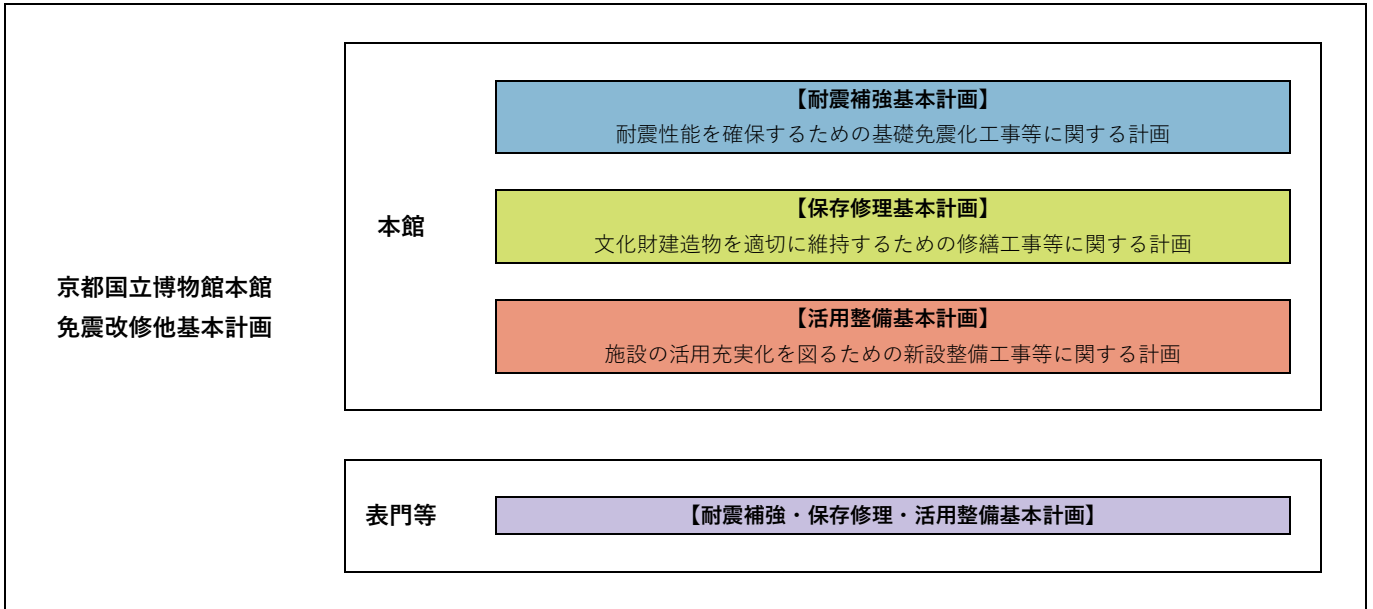 京都国立博物館本館
免震改修他基本計画
本館
【耐震補強基本計画】
耐震性能を確保するための基礎免震化工事等に関する計画
【保存修理基本計画】
文化財建造物を適切に維持するための修繕工事等に関する計画
【活用整備基本計画】
施設の活用充実化を図るための新設整備工事等に関する計画
表門等
【耐震補強・保存修理・活用整備基本計画】